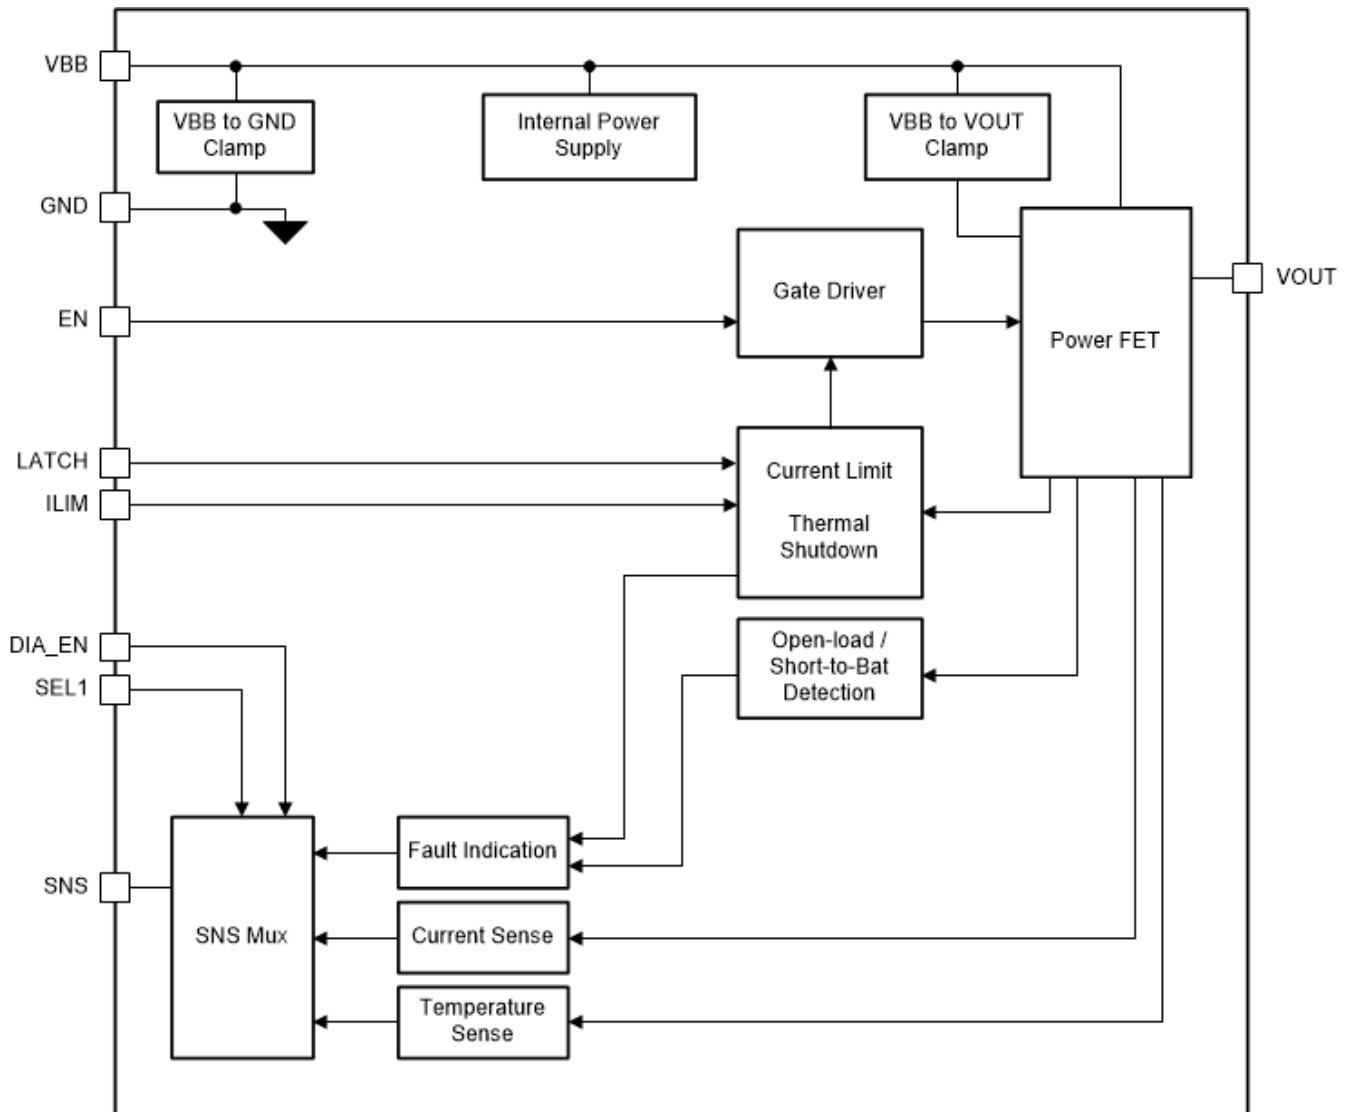 VBB
VBB to GND
Clamp
Internal Power
Supply
VBB to VOUT
Clamp
GND
VOUT
Gate Driver
EN
Power FET
LATCH
ILIM
Current Limit
Thermal
Shutdown
DIA_EN
SEL1
Open-load /
Short-to-Bat
Detection
Fault Indication
SNS
SNS Mux
Current Sense
Temperature
Sense